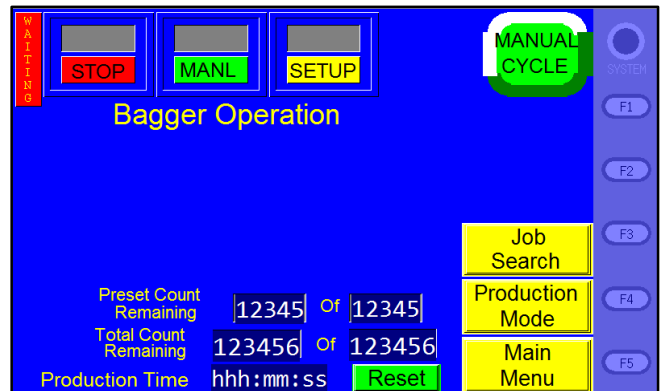 WAITING
STOP MANL SETUP
MANUAL
CYCLE
SYSTEM
Bagger Operation
F1
F2
F3
Job
Search
Preset Count
Remaining 12345 Of 12345
Production
Mode
F4
Total Count
Remaining 123456 Of 123456
Main
Menu
F5
Production Time hhh:mm:ss Reset